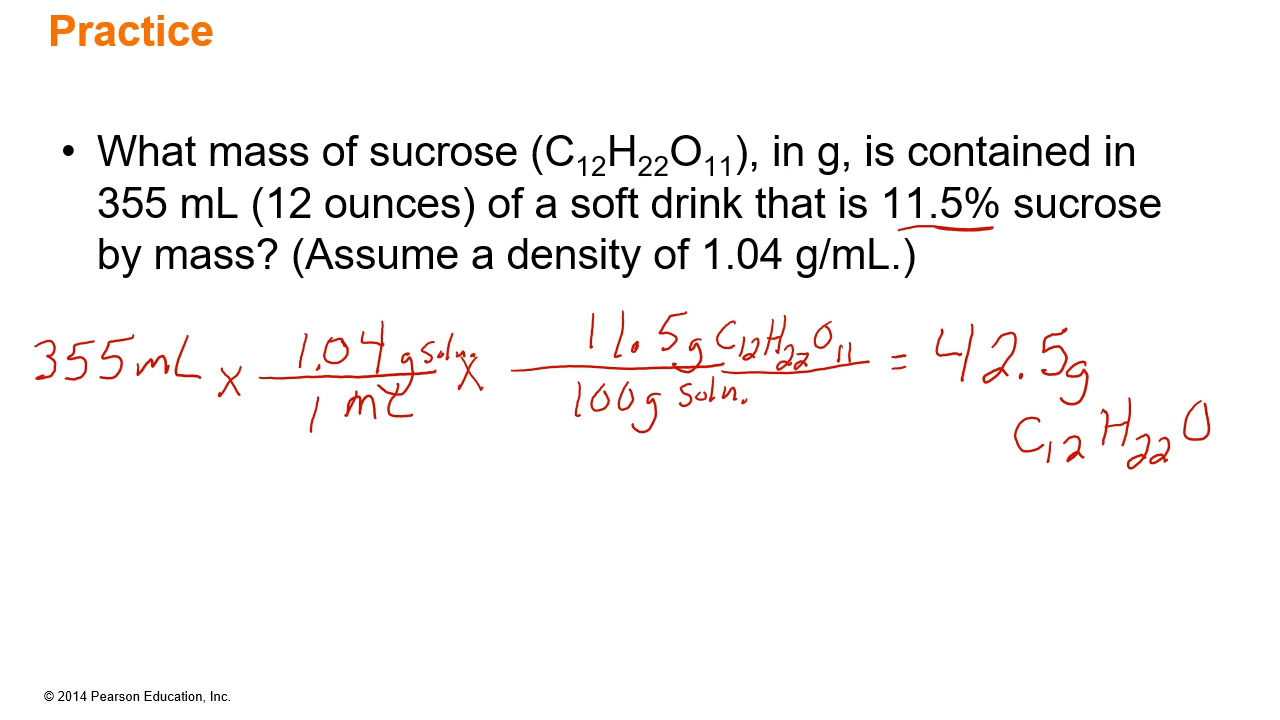 Practice
• What mass of sucrose (C₁₂H₂₂O₁₁), in g, is contained in
355 mL (12 ounces) of a soft drink that is 11.5% sucrose
by mass? (Assume a density of 1.04 g/mL.)
355 mL × 1.04 g soln. / 1 mL × 11.5 g C₁₂H₂₂O₁₁ / 100 g soln. = 42.5 g
C₁₂H₂₂O
© 2014 Pearson Education, Inc.